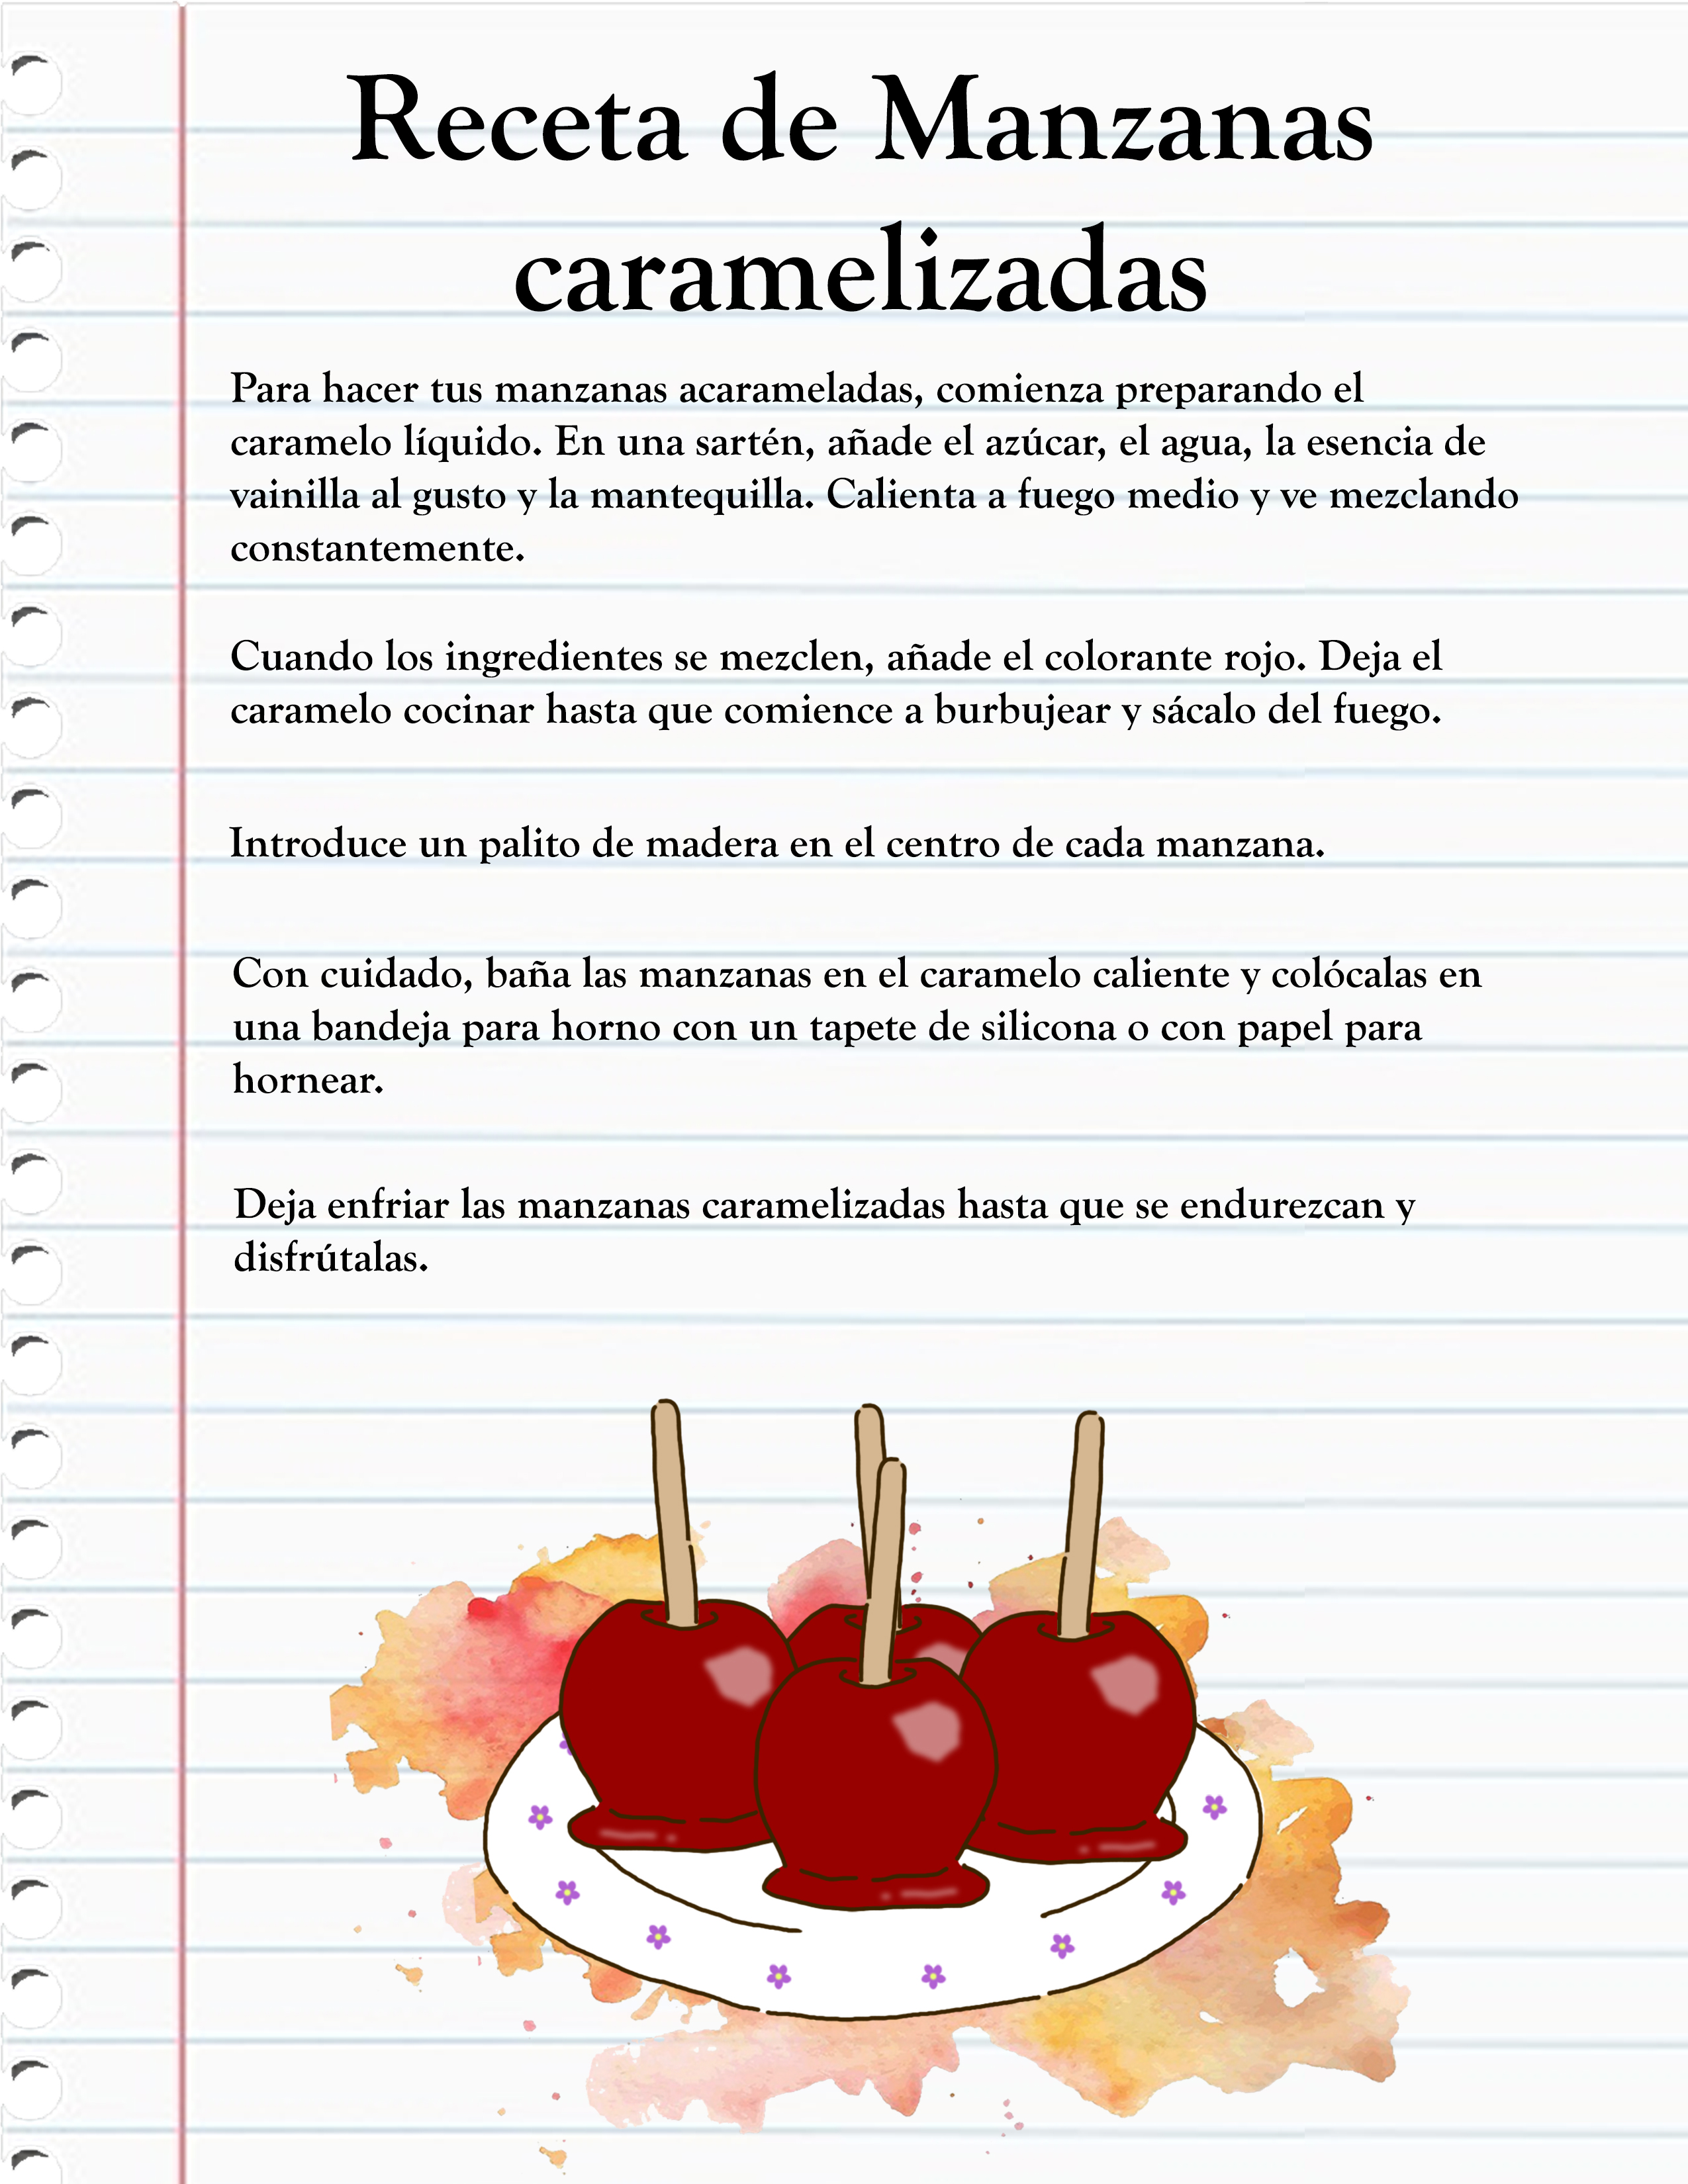 Receta de Manzanas
caramelizadas
Para hacer tus manzanas acarameladas, comienza preparando el
caramelo líquido. En una sartén, añade el azúcar, el agua, la esencia de
vainilla al gusto y la mantequilla. Calienta a fuego medio y ve mezclando
constantemente.
Cuando los ingredientes se mezclen, añade el colorante rojo. Deja el
caramelo cocinar hasta que comience a burbujear y sácalo del fuego.
Introduce un palito de madera en el centro de cada manzana.
Con cuidado, baña las manzanas en el caramelo caliente y colócalas en
una bandeja para horno con un tapete de silicona o con papel para
hornear.
Deja enfriar las manzanas caramelizadas hasta que se endurezcan y
disfrútalas.